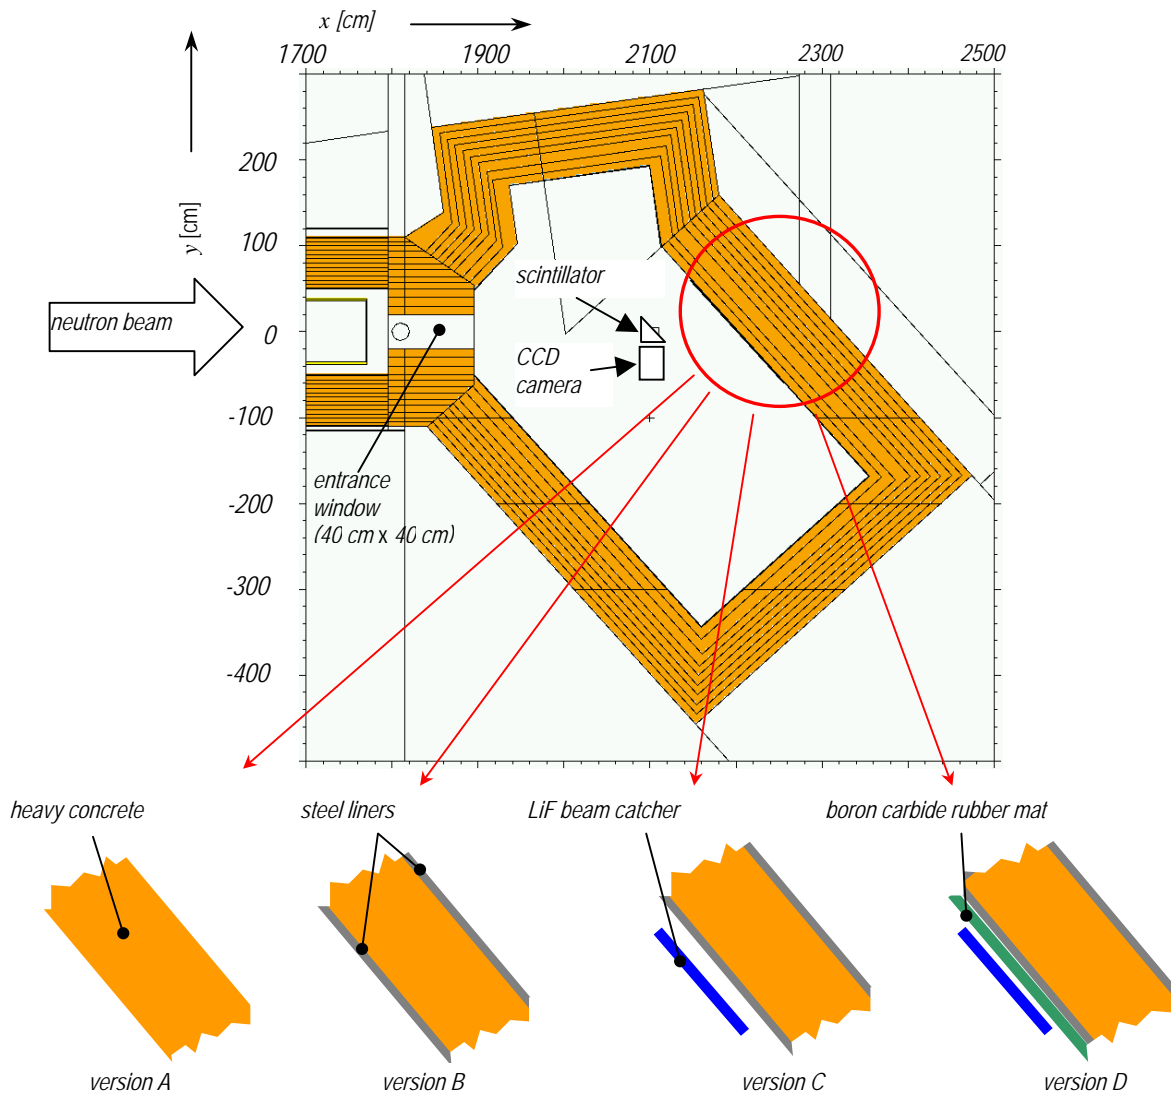 x [cm]
1700 1900 2100 2300 2500
200
y [cm]
100
scintillator
neutron beam
0
CCD
camera
-100
entrance
window
(40 cm x 40 cm)
-200
-300
-400
heavy concrete
steel liners
LiF beam catcher
boron carbide rubber mat
version A
version B
version C
version D